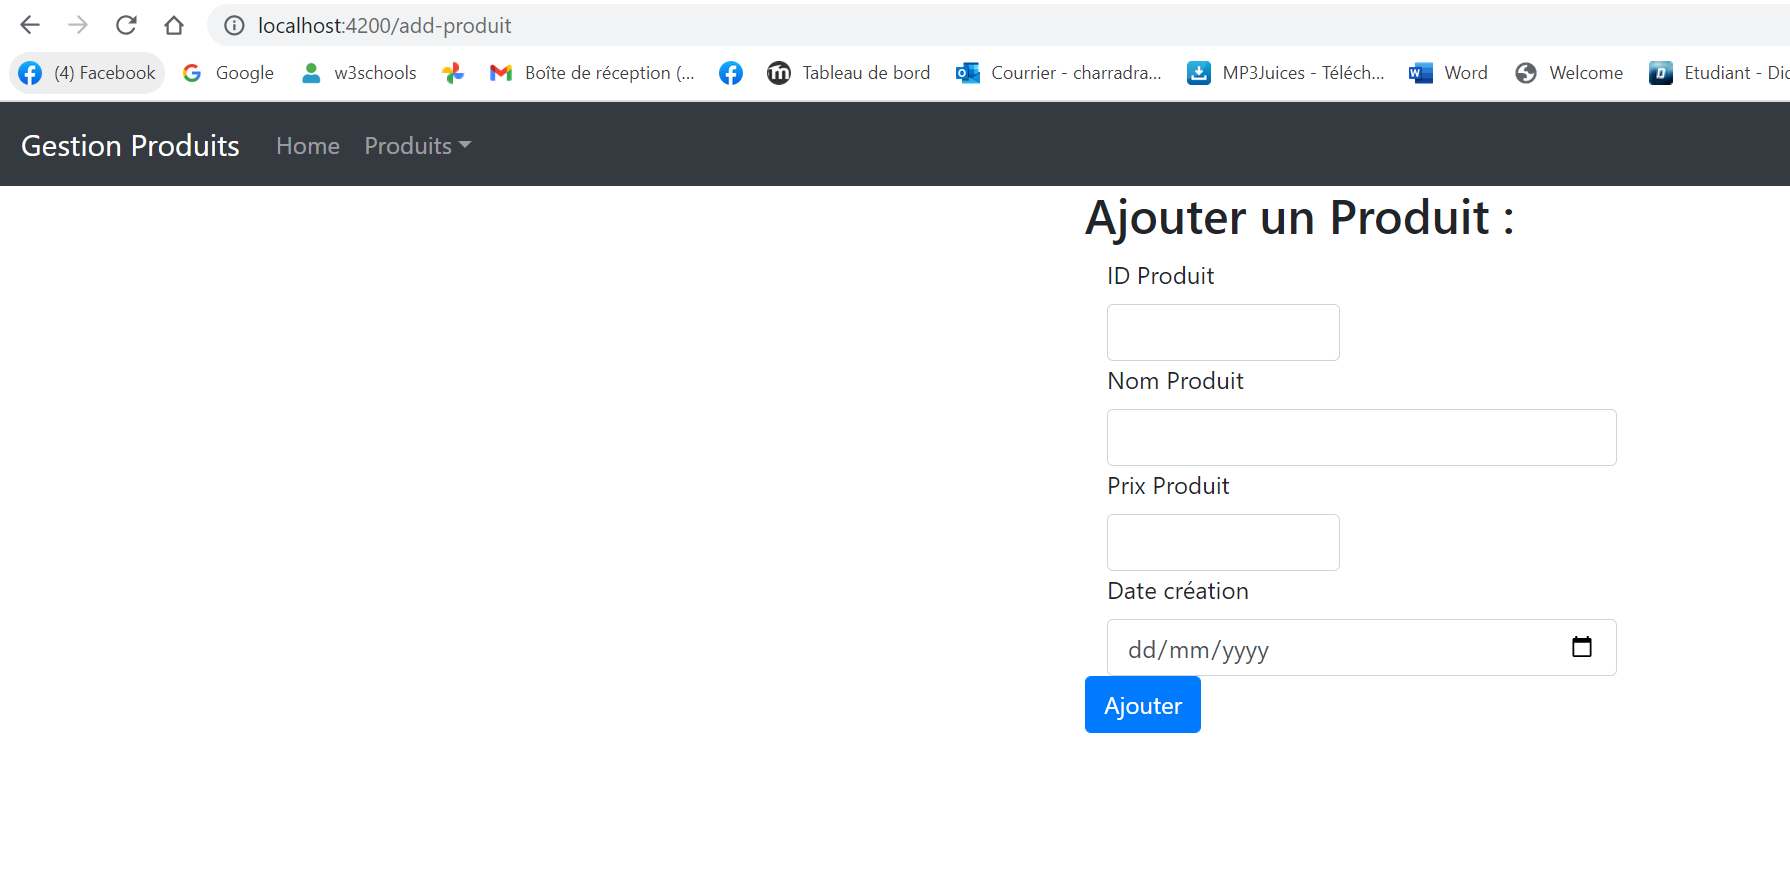 localhost:4200/add-produit
(4) Facebook Google w3schools Boîte de réception (... Tableau de bord Courrier - charradra... MP3Juices - Téléch... Word Welcome Etudiant - Dic
Gestion Produits Home Produits
Ajouter un Produit :
ID Produit
Nom Produit
Prix Produit
Date création
dd/mm/yyyy
Ajouter